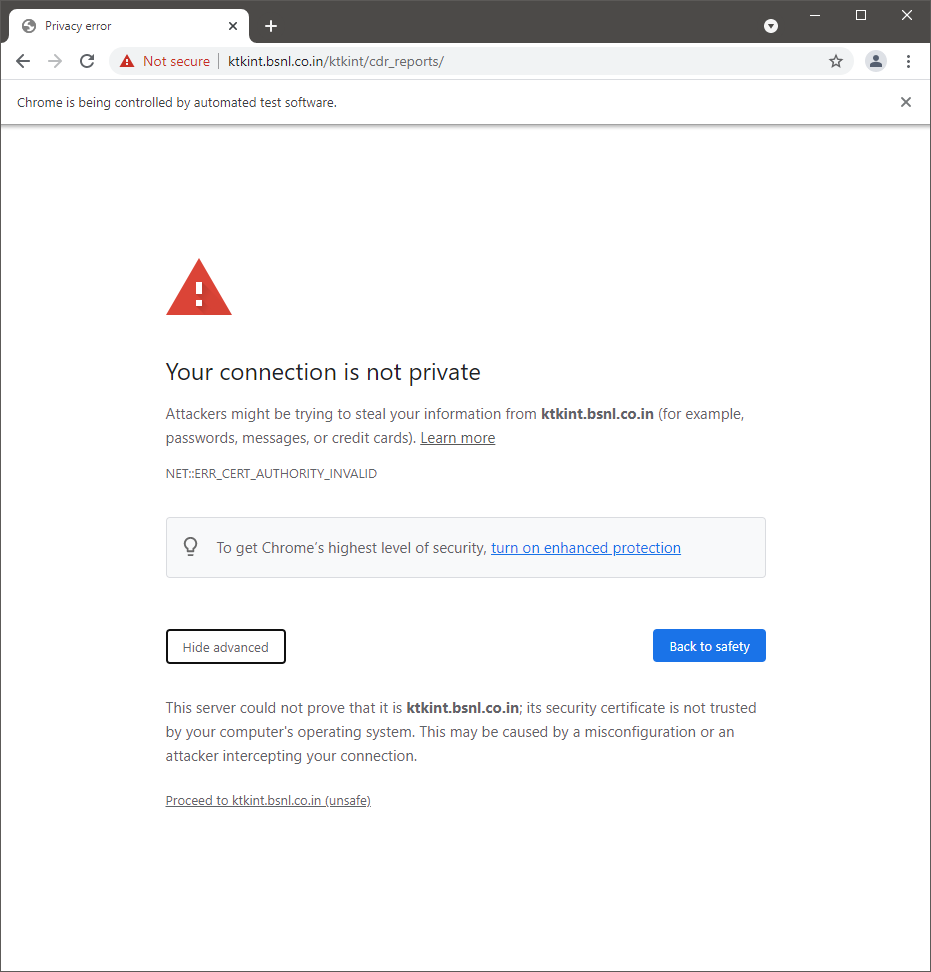 Privacy error
Not secure ktkint.bsnl.co.in/ktkint/cdr_reports/
Chrome is being controlled by automated test software.
Your connection is not private
Attackers might be trying to steal your information from ktkint.bsnl.co.in (for example,
passwords, messages, or credit cards). Learn more
NET::ERR_CERT_AUTHORITY_INVALID
To get Chrome's highest level of security, turn on enhanced protection
Hide advanced Back to safety
This server could not prove that it is ktkint.bsnl.co.in; its security certificate is not trusted
by your computer's operating system. This may be caused by a misconfiguration or an
attacker intercepting your connection.
Proceed to ktkint.bsnl.co.in (unsafe)